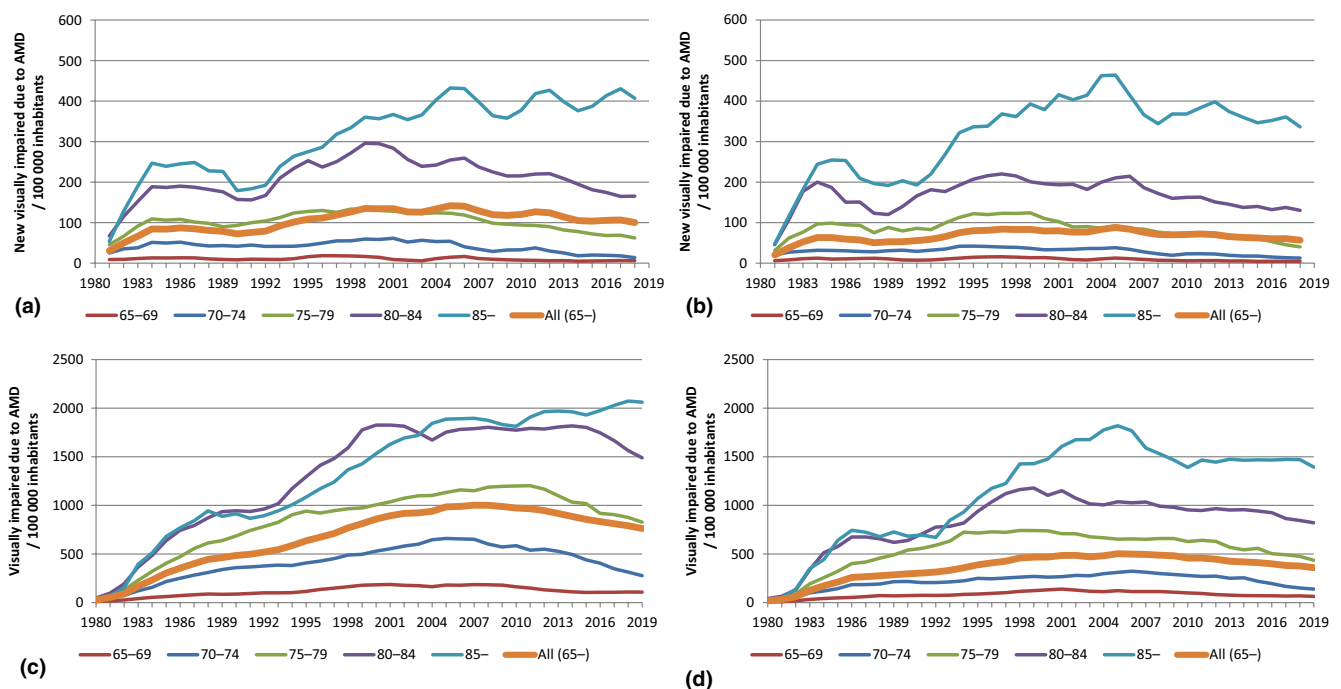 New visually impaired due to AMD
/ 100 000 inhabitants
600
500
400
300
200
100
0
1980 1983 1986 1989 1992 1995 1998 2001 2004 2007 2010 2013 2016 2019
(a)
65–69 70–74 75–79 80–84 85– All (65–)
New visually impaired due to AMD
/ 100 000 inhabitants
600
500
400
300
200
100
0
1980 1983 1986 1989 1992 1995 1998 2001 2004 2007 2010 2013 2016 2019
(b)
65–69 70–74 75–79 80–84 85– All (65–)
Visually impaired due to AMD
/ 100 000 inhabitants
2500
2000
1500
1000
500
0
1980 1983 1986 1989 1992 1995 1998 2001 2004 2007 2010 2013 2016 2019
65–69 70–74 75–79 80–84 85– All (65–)
(c)
Visually impaired due to AMD
/ 100 000 inhabitants
2500
2000
1500
1000
500
0
1980 1983 1986 1989 1992 1995 1998 2001 2004 2007 2010 2013 2016 2019
65–69 70–74 75–79 80–84 85– All (65–)
(d)